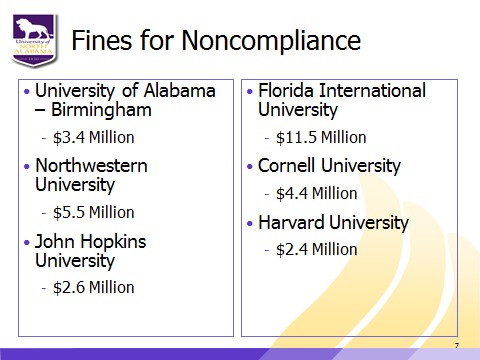 University of
NORTH
ALABAMA
Fines for Noncompliance
• University of Alabama
– Birmingham
- $3.4 Million
• Northwestern
University
- $5.5 Million
• John Hopkins
University
- $2.6 Million
• Florida International
University
- $11.5 Million
• Cornell University
- $4.4 Million
• Harvard University
- $2.4 Million
7